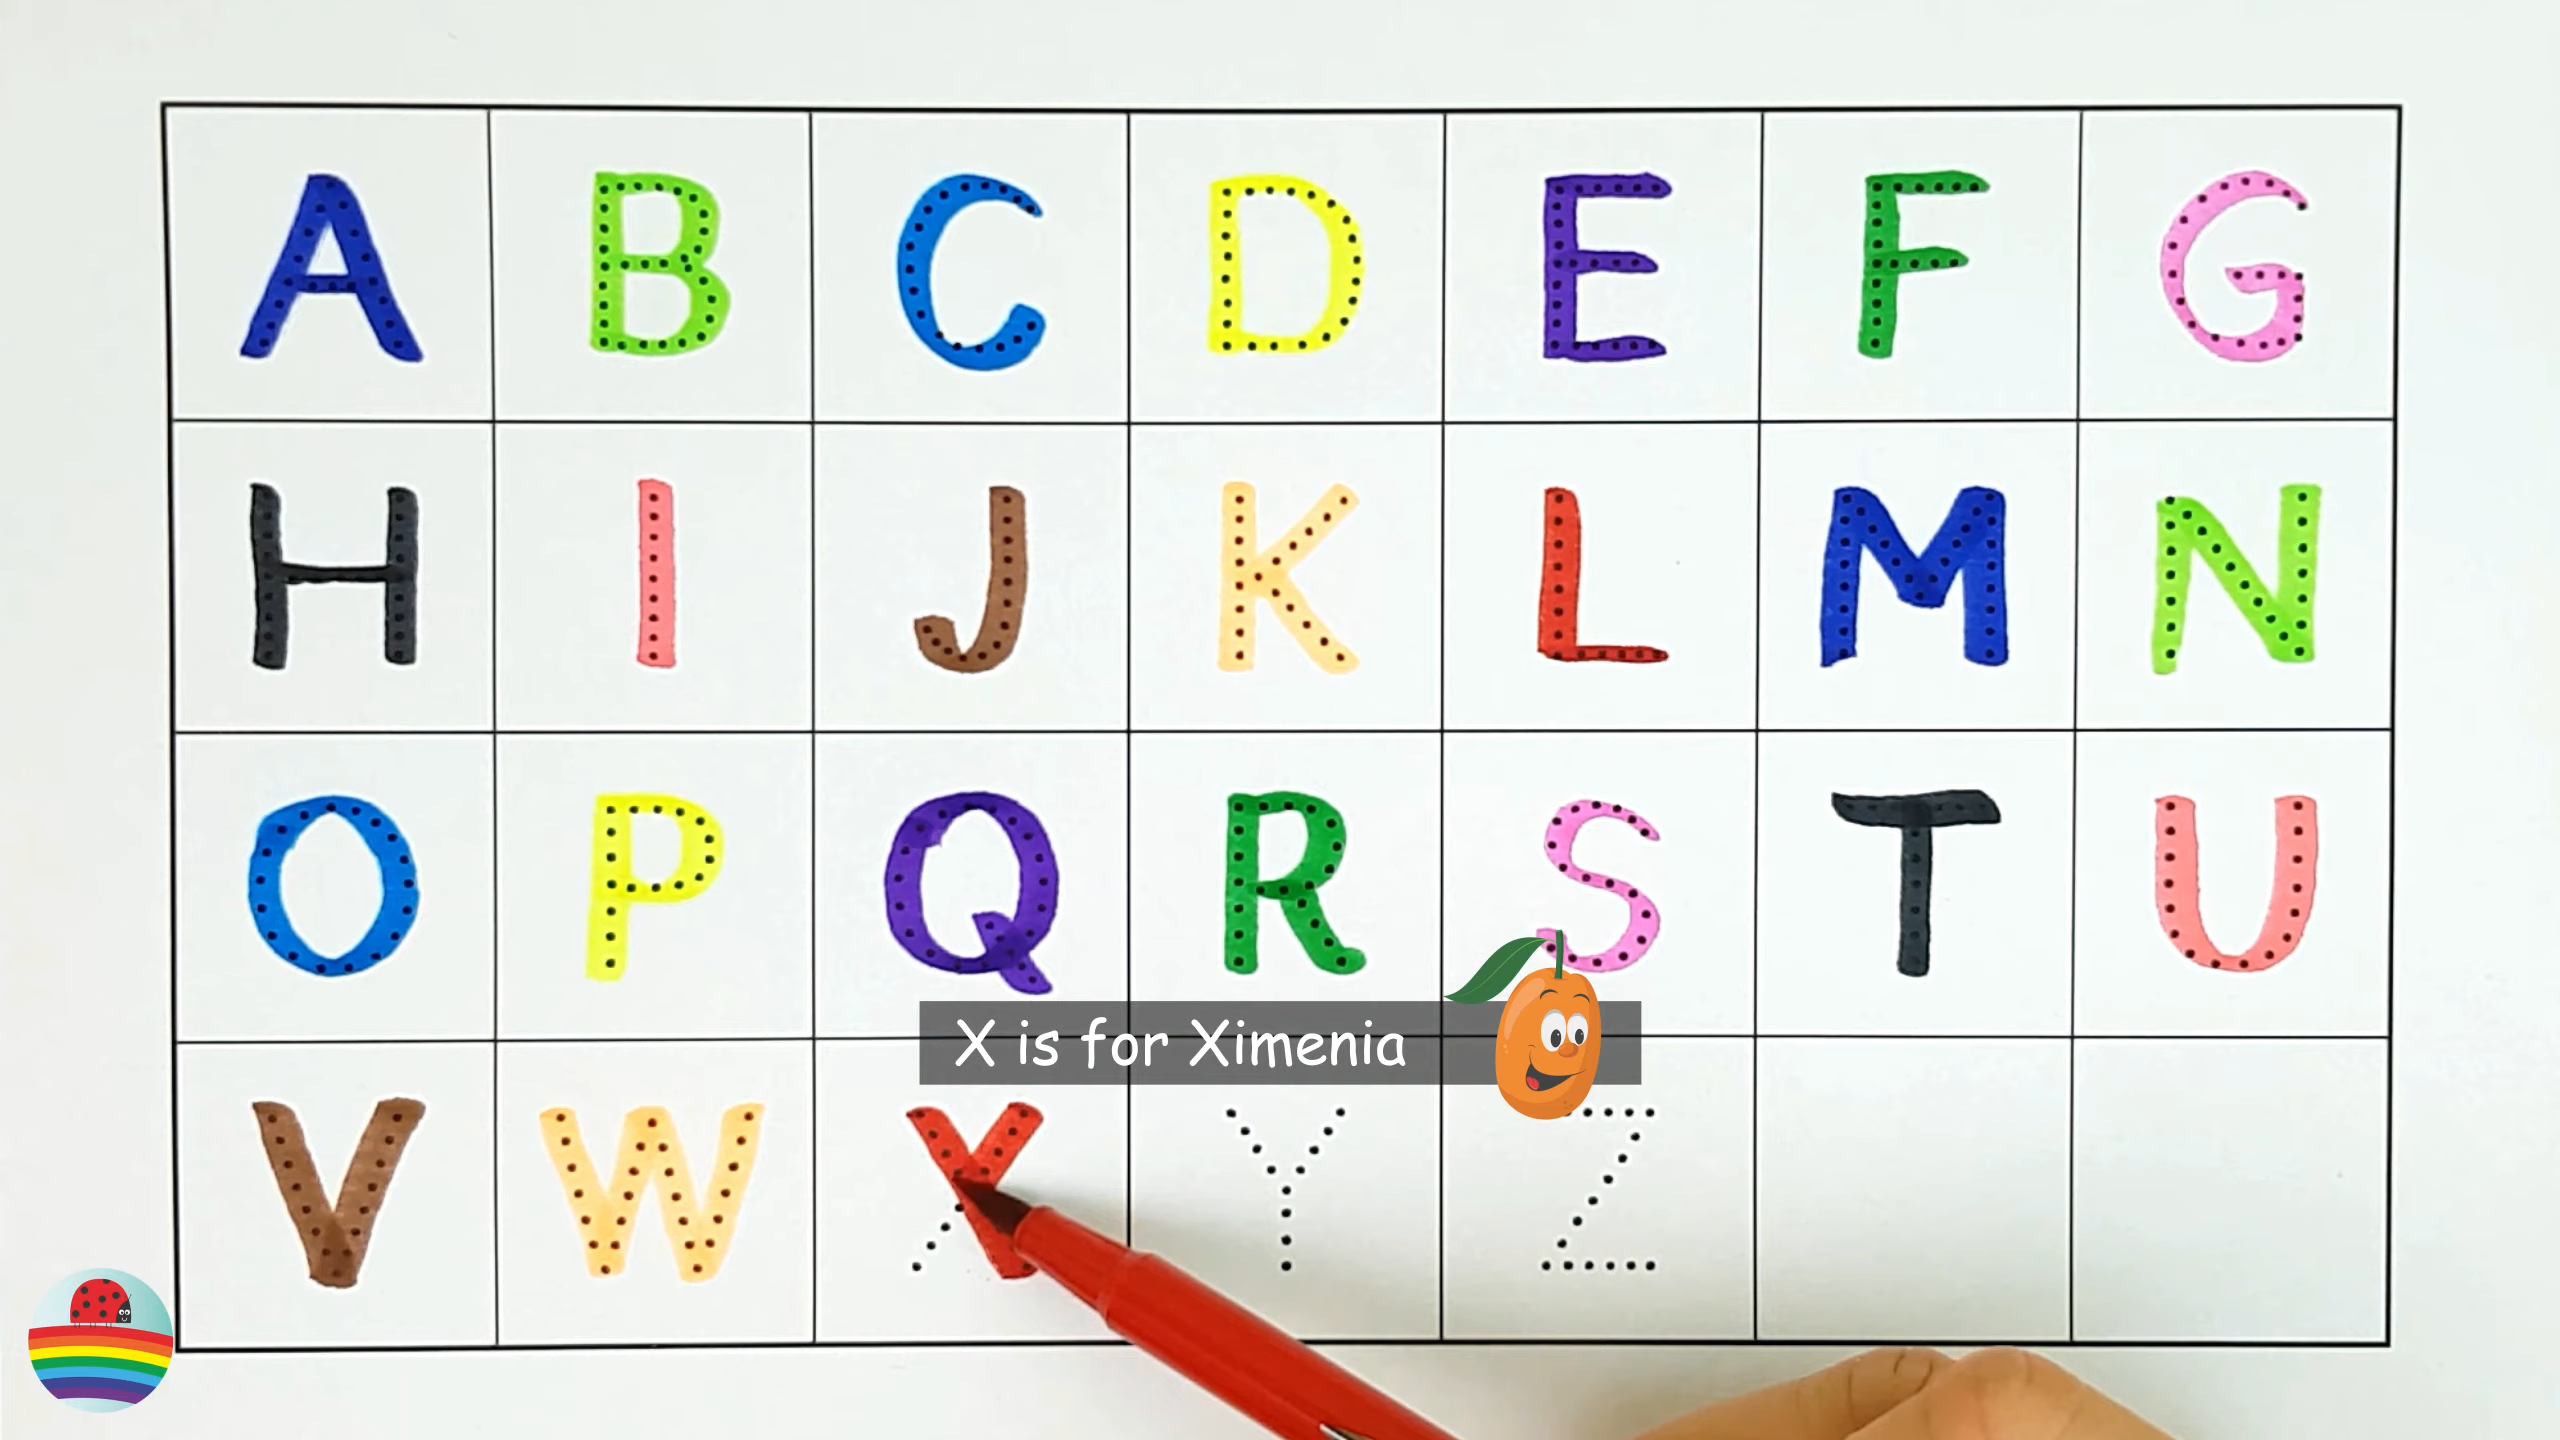 A B C D E F G
H I J K L M N
O P Q R S T U
X is for Ximenia
V W X Y Z